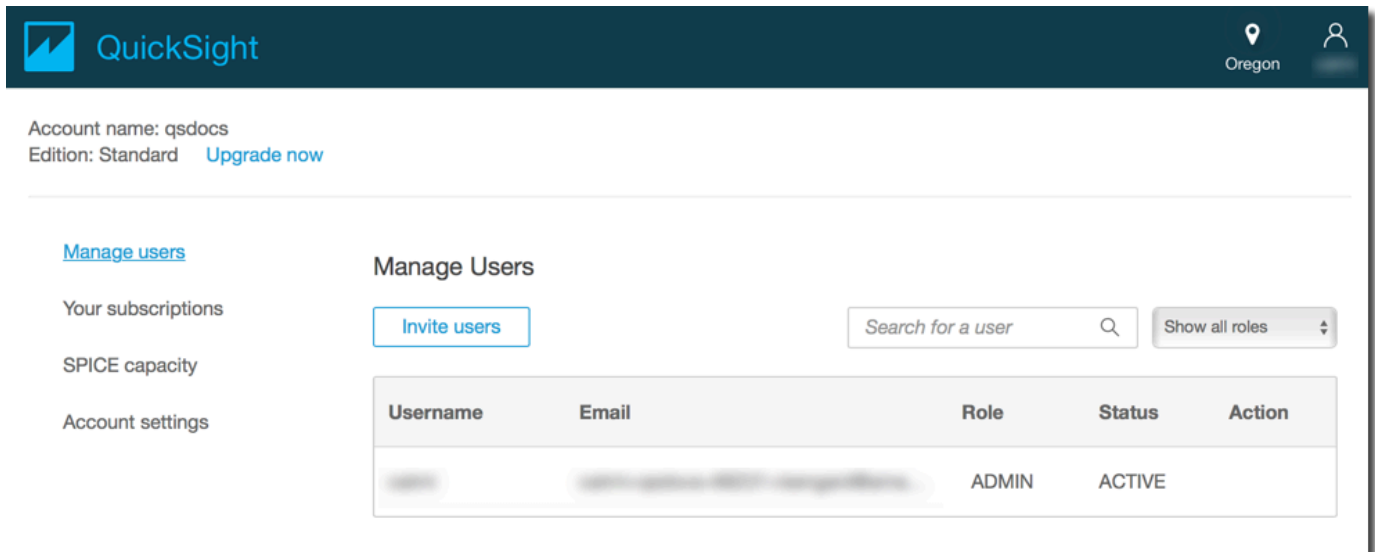 QuickSight
Oregon
Account name: qsdocs
Edition: Standard Upgrade now
Manage users
Your subscriptions
SPICE capacity
Account settings
Manage Users
Invite users
Search for a user
Show all roles
Username Email Role Status Action
ADMIN ACTIVE